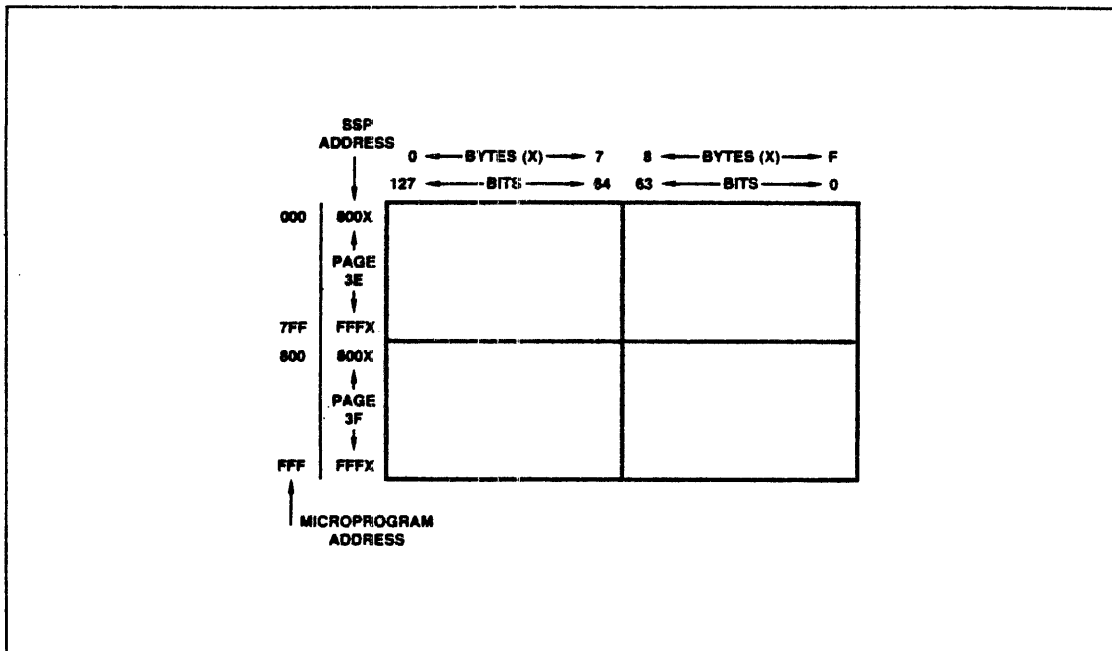 SSP
ADDRESS
0 BYTES (X) 7 8 BYTES (X) F
127 BITS 64 63 BITS 0
000 800X
PAGE
3E
7FF FFFX
800 800X
PAGE
3F
FFF FFFX
MICROPROGRAM
ADDRESS